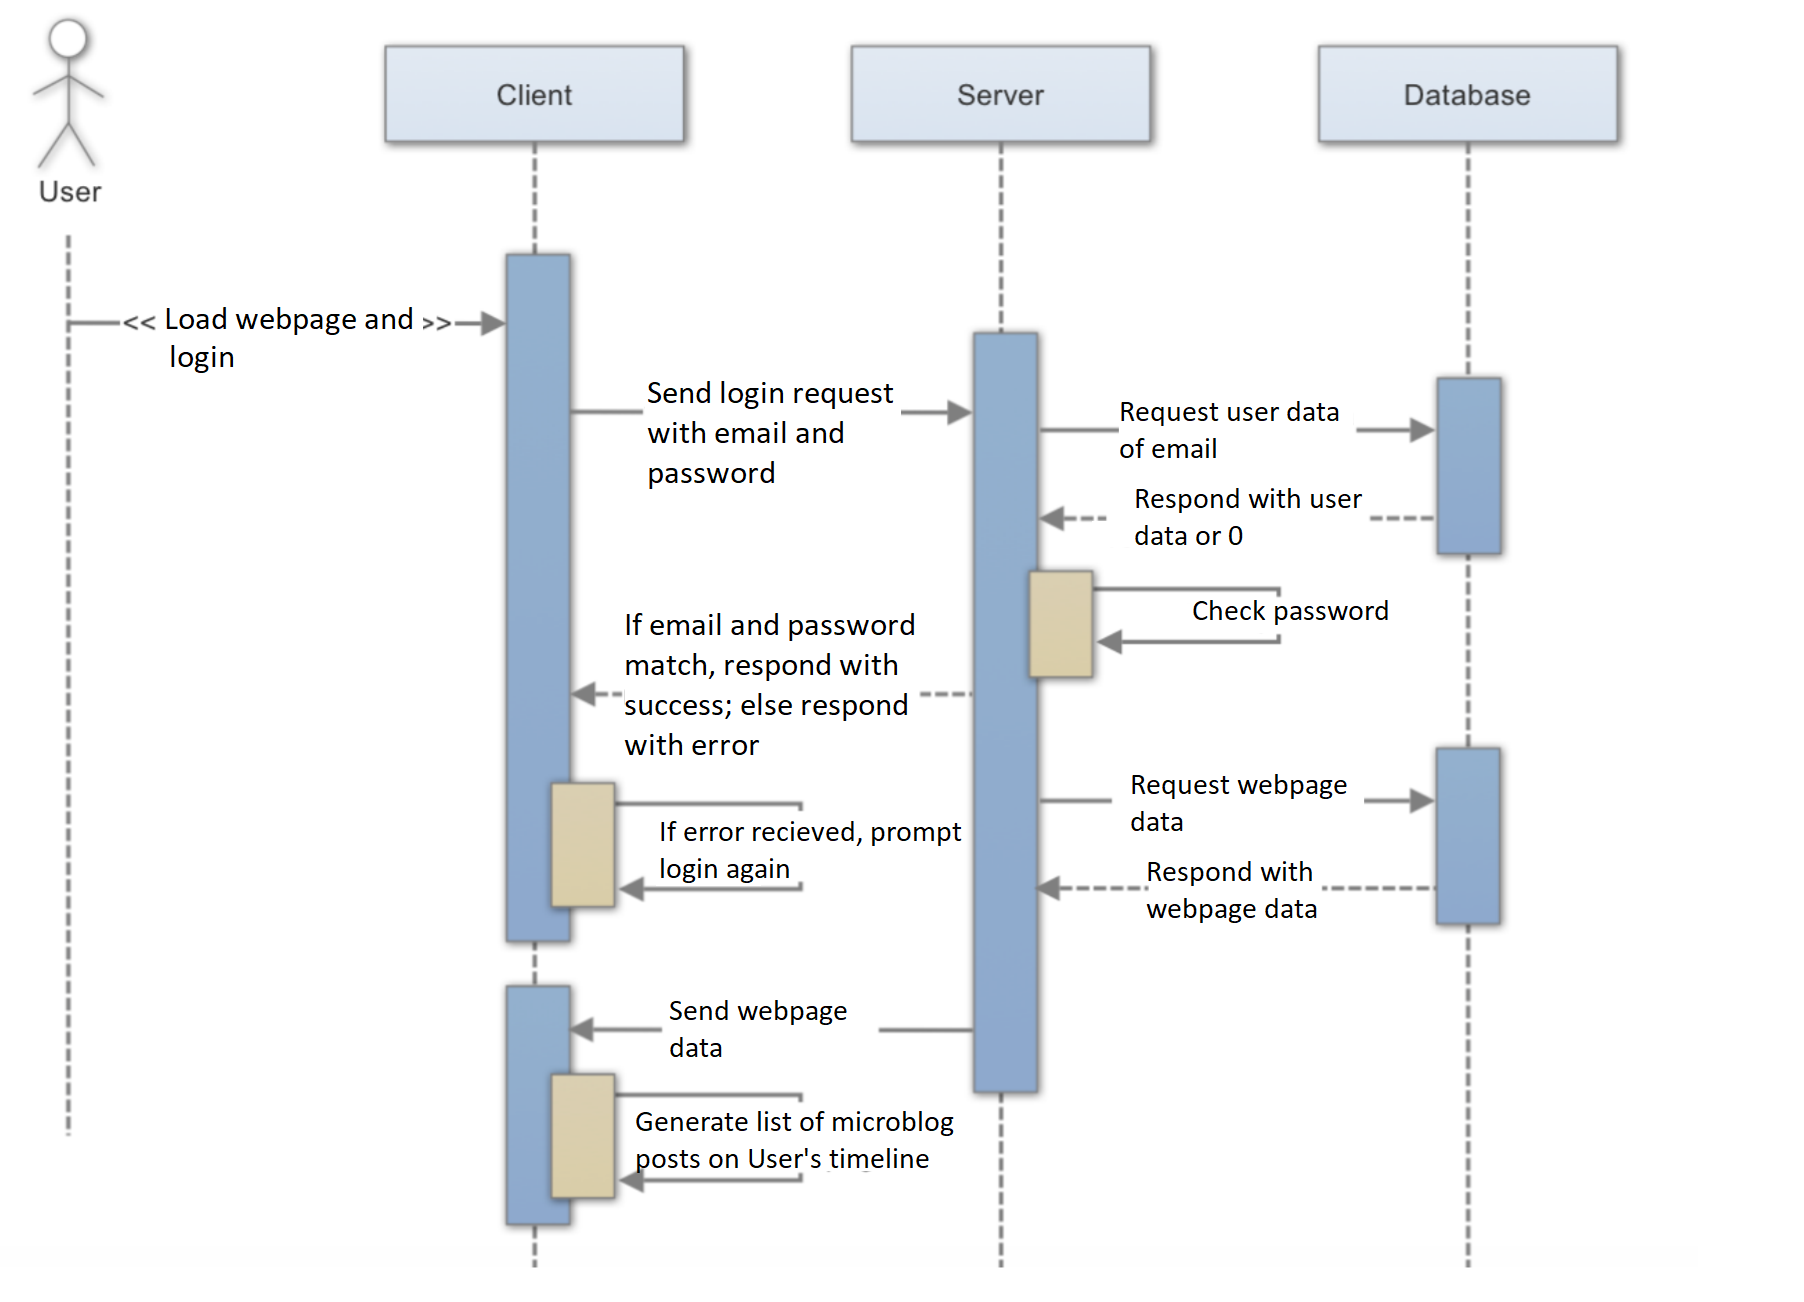 User
Client
Server
Database
<< Load webpage and >>
login
Send login request
with email and
password
Request user data
of email
Respond with user
data or 0
Check password
If email and password
match, respond with
success; else respond
with error
Request webpage
data
If error recieved, prompt
login again
Respond with
webpage data
Send webpage
data
Generate list of microblog
posts on User's timeline